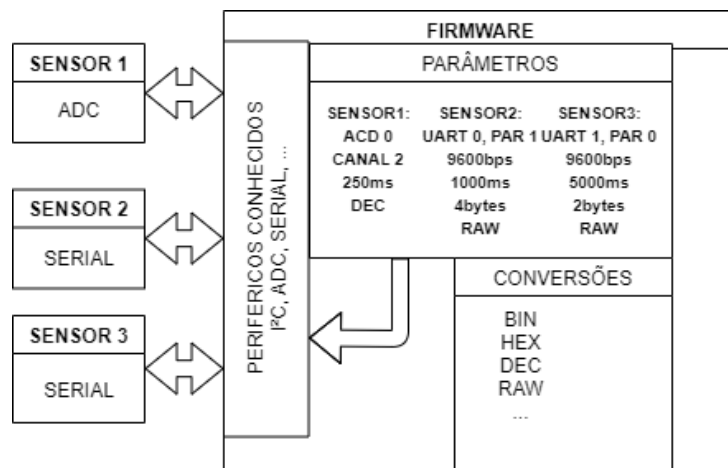 FIRMWARE
SENSOR 1
ADC
SENSOR 2
SERIAL
SENSOR 3
SERIAL
PERIFERICOS CONHECIDOS
I²C, ADC, SERIAL, ...
PARÂMETROS
SENSOR1:
ACD 0
CANAL 2
250ms
DEC
SENSOR2:
UART 0, PAR 1
9600bps
1000ms
4bytes
RAW
SENSOR3:
UART 1, PAR 0
9600bps
5000ms
2bytes
RAW
CONVERSÕES
BIN
HEX
DEC
RAW
...